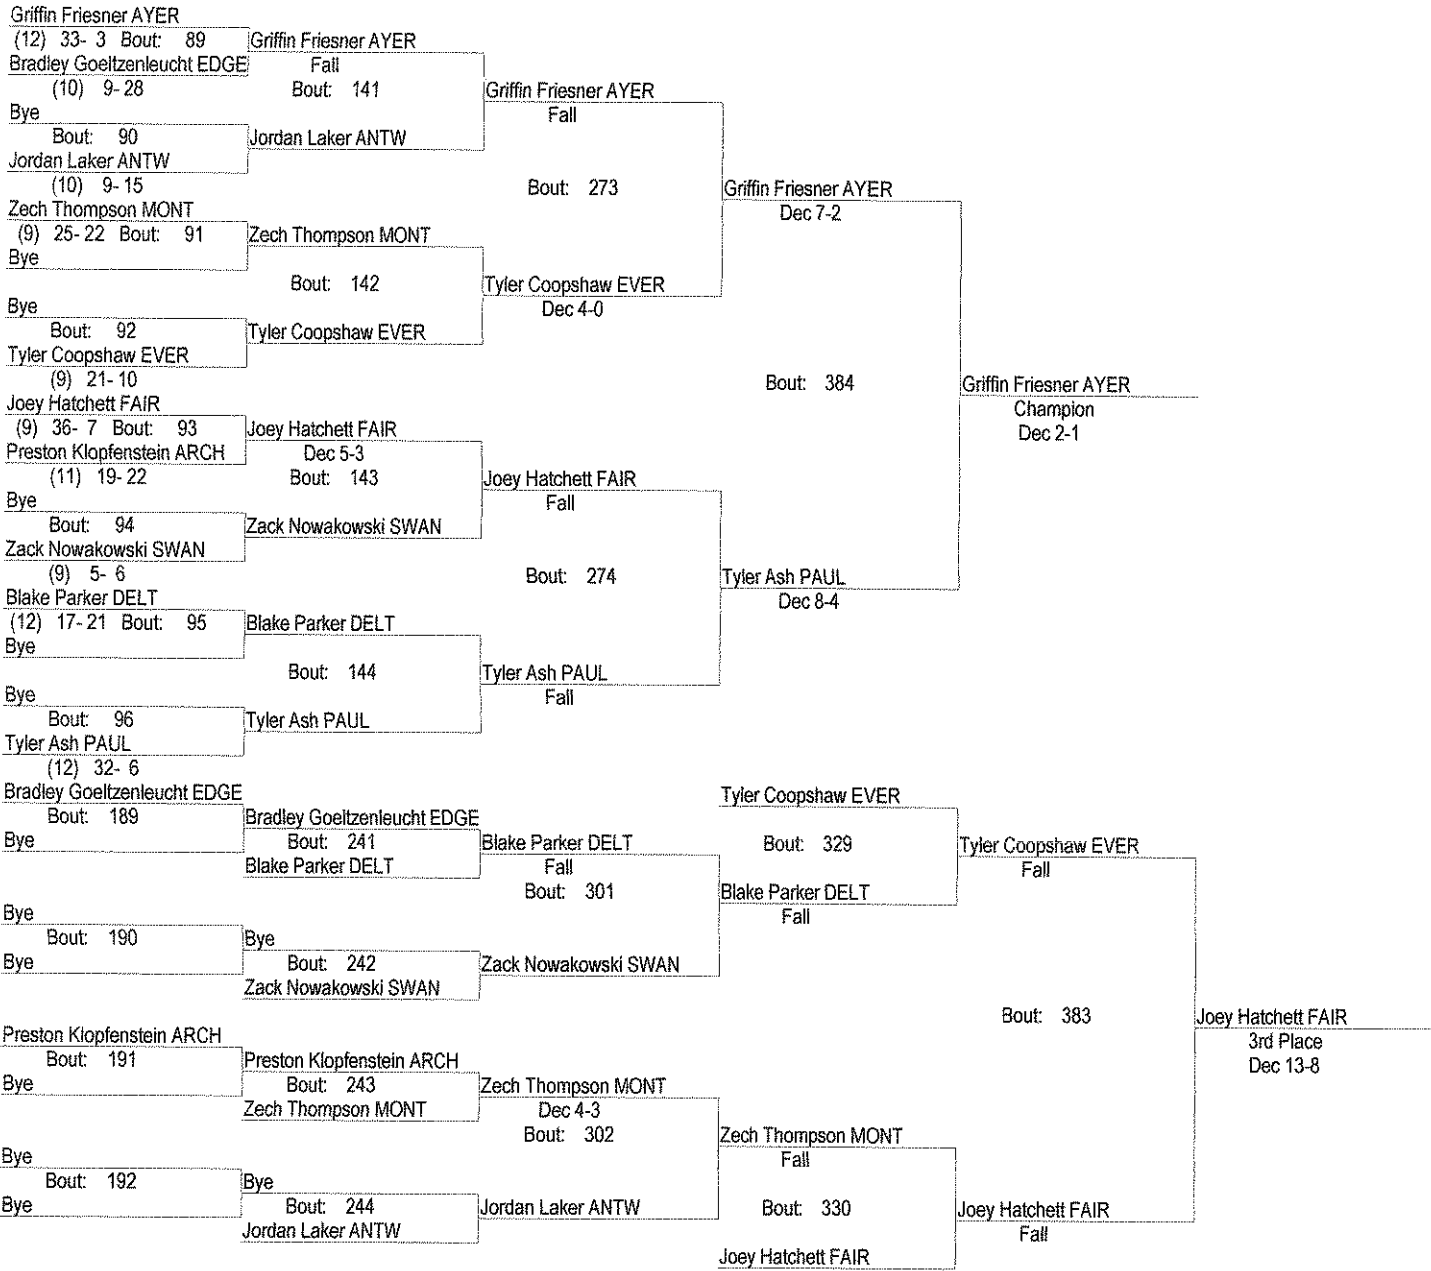 Griffin Friesner AYER
(12) 33- 3 Bout: 89
Griffin Friesner AYER
Bradley Goeltzenleucht EDGE
Fall
(10) 9-28
Bout: 141
Griffin Friesner AYER
Bye
Fall
Bout: 90
Jordan Laker ANTW
Jordan Laker ANTW
(10) 9-15
Bout: 273
Griffin Friesner AYER
Zech Thompson MONT
Dec 7-2
(9) 25-22 Bout: 91
Zech Thompson MONT
Bye
Bout: 142
Tyler Coopshaw EVER
Bye
Dec 4-0
Bout: 92
Tyler Coopshaw EVER
Tyler Coopshaw EVER
(9) 21-10
Bout: 384
Griffin Friesner AYER
Joey Hatchett FAIR
Champion
(9) 36- 7 Bout: 93
Joey Hatchett FAIR
Dec 2-1
Preston Klopfenstein ARCH
Dec 5-3
(11) 19-22
Bout: 143
Joey Hatchett FAIR
Bye
Fall
Bout: 94
Zack Nowakowski SWAN
Zack Nowakowski SWAN
(9) 5- 6
Bout: 274
Tyler Ash PAUL
Blake Parker DELT
Dec 8-4
(12) 17-21 Bout: 95
Blake Parker DELT
Bye
Bout: 144
Tyler Ash PAUL
Bye
Fall
Bout: 96
Tyler Ash PAUL
Tyler Ash PAUL
(12) 32- 6
Bradley Goeltzenleucht EDGE
Tyler Coopshaw EVER
Bout: 189
Bradley Goeltzenleucht EDGE
Bye
Bout: 241
Blake Parker DELT
Bout: 329
Tyler Coopshaw EVER
Blake Parker DELT
Fall
Fall
Bout: 301
Blake Parker DELT
Bye
Fall
Bout: 190
Bye
Bye
Bout: 242
Zack Nowakowski SWAN
Zack Nowakowski SWAN
Bout: 383
Joey Hatchett FAIR
Preston Klopfenstein ARCH
3rd Place
Bout: 191
Preston Klopfenstein ARCH
Dec 13-8
Bye
Bout: 243
Zech Thompson MONT
Zech Thompson MONT
Dec 4-3
Bout: 302
Zech Thompson MONT
Bye
Fall
Bout: 192
Bye
Bye
Bout: 244
Jordan Laker ANTW
Bout: 330
Joey Hatchett FAIR
Jordan Laker ANTW
Fall
Joey Hatchett FAIR